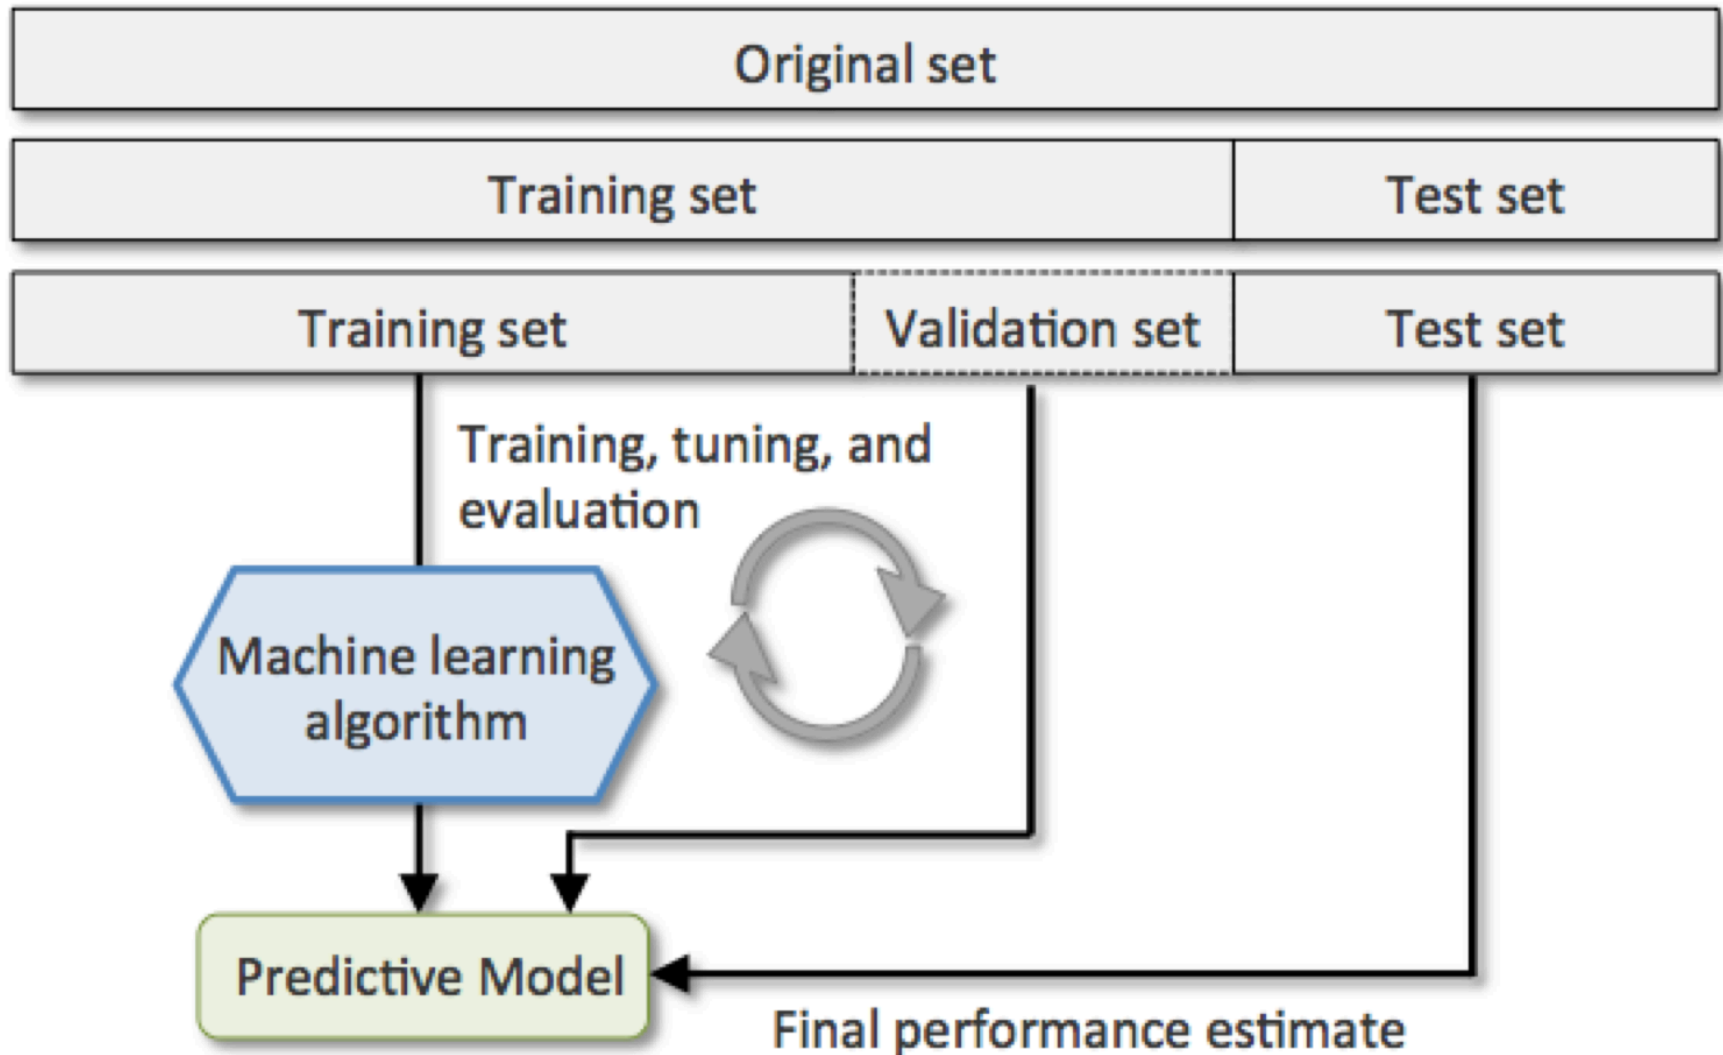 Original set
Training set
Test set
Training set
Validation set
Test set
Training, tuning, and
evaluation
Machine learning
algorithm
Predictive Model
Final performance estimate